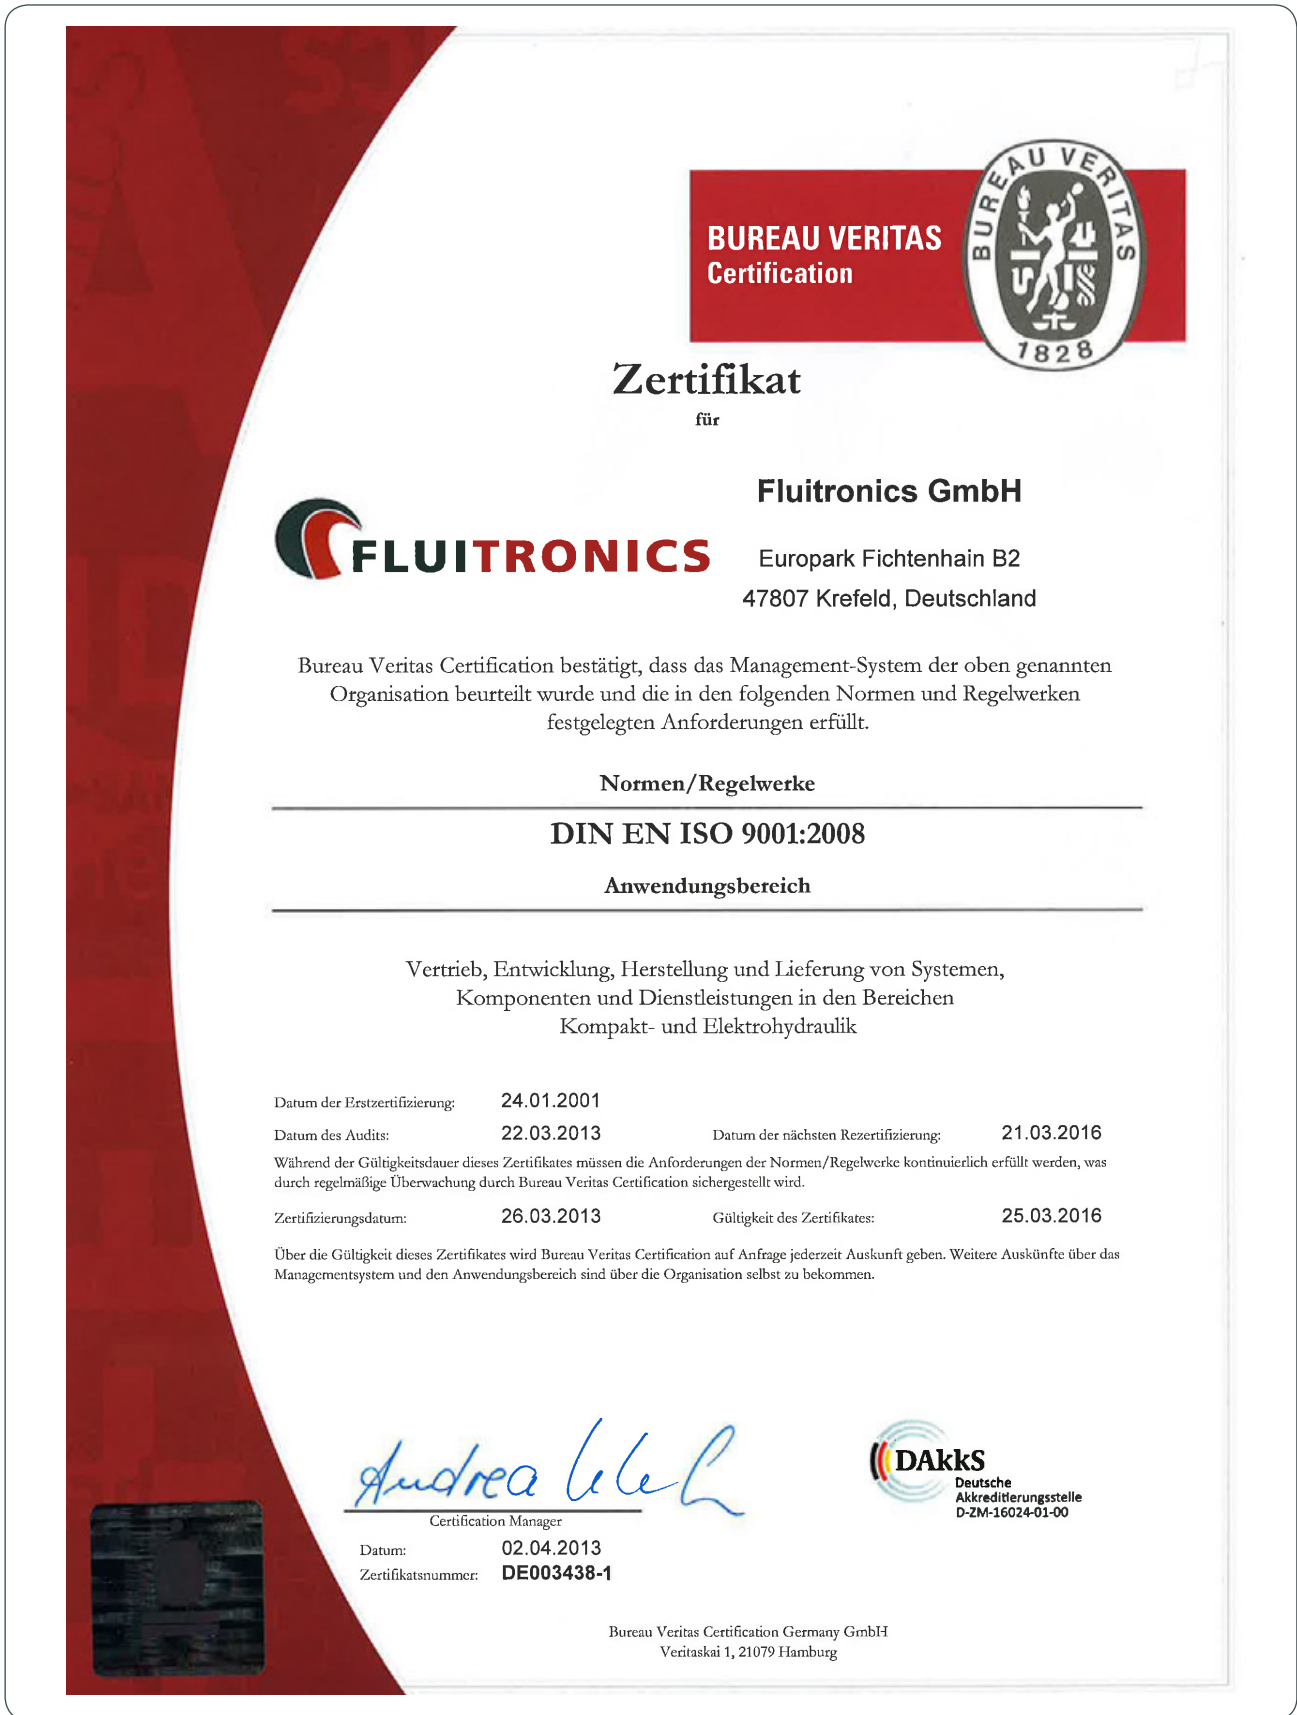 BUREAU VERITAS
Certification
BUREAU VERITAS
1828
Zertifikat
für
Fluitronics GmbH
FLUITRONICS
Europark Fichtenhain B2
47807 Krefeld, Deutschland
Bureau Veritas Certification bestätigt, dass das Management-System der oben genannten
Organisation beurteilt wurde und die in den folgenden Normen und Regelwerken
festgelegten Anforderungen erfüllt.
Normen/Regelwerke
DIN EN ISO 9001:2008
Anwendungsbereich
Vertrieb, Entwicklung, Herstellung und Lieferung von Systemen,
Komponenten und Dienstleistungen in den Bereichen
Kompakt- und Elektrohydraulik
Datum der Erstzertifizierung: 24.01.2001
Datum des Audits: 22.03.2013 Datum der nächsten Rezertifizierung: 21.03.2016
Während der Gültigkeitsdauer dieses Zertifikates müssen die Anforderungen der Normen/Regelwerke kontinuierlich erfüllt werden, was
durch regelmäßige Überwachung durch Bureau Veritas Certification sichergestellt wird.
Zertifizierungsdatum: 26.03.2013 Gültigkeit des Zertifikates: 25.03.2016
Über die Gültigkeit dieses Zertifikates wird Bureau Veritas Certification auf Anfrage jederzeit Auskunft geben. Weitere Auskünfte über das
Managementsystem und den Anwendungsbereich sind über die Organisation selbst zu bekommen.
Andrea
Certification Manager
Datum: 02.04.2013
Zertifikatsnummer: DE003438-1
DAkkS
Deutsche
Akkreditierungsstelle
D-ZM-16024-01-00
Bureau Veritas Certification Germany GmbH
Veritaskai 1, 21079 Hamburg